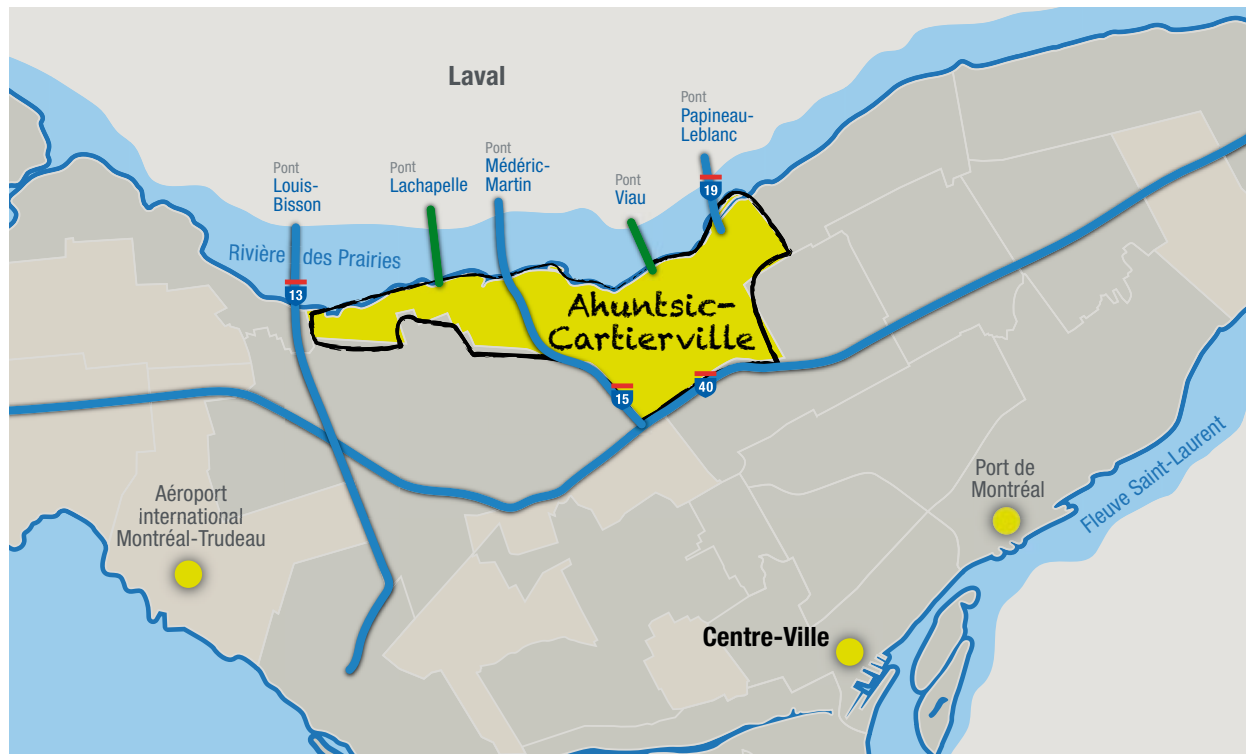 Laval
Pont
Papineau-
Leblanc
Pont
Médéric-
Martin
Pont
Louis-
Bisson
Pont
Lachapelle
Pont
Viau
19
Rivière des Prairies
13
Ahuntsic-
Cartierville
15
40
Aéroport
international
Montréal-Trudeau
Port de
Montréal
Fleuve Saint-Laurent
Centre-Ville